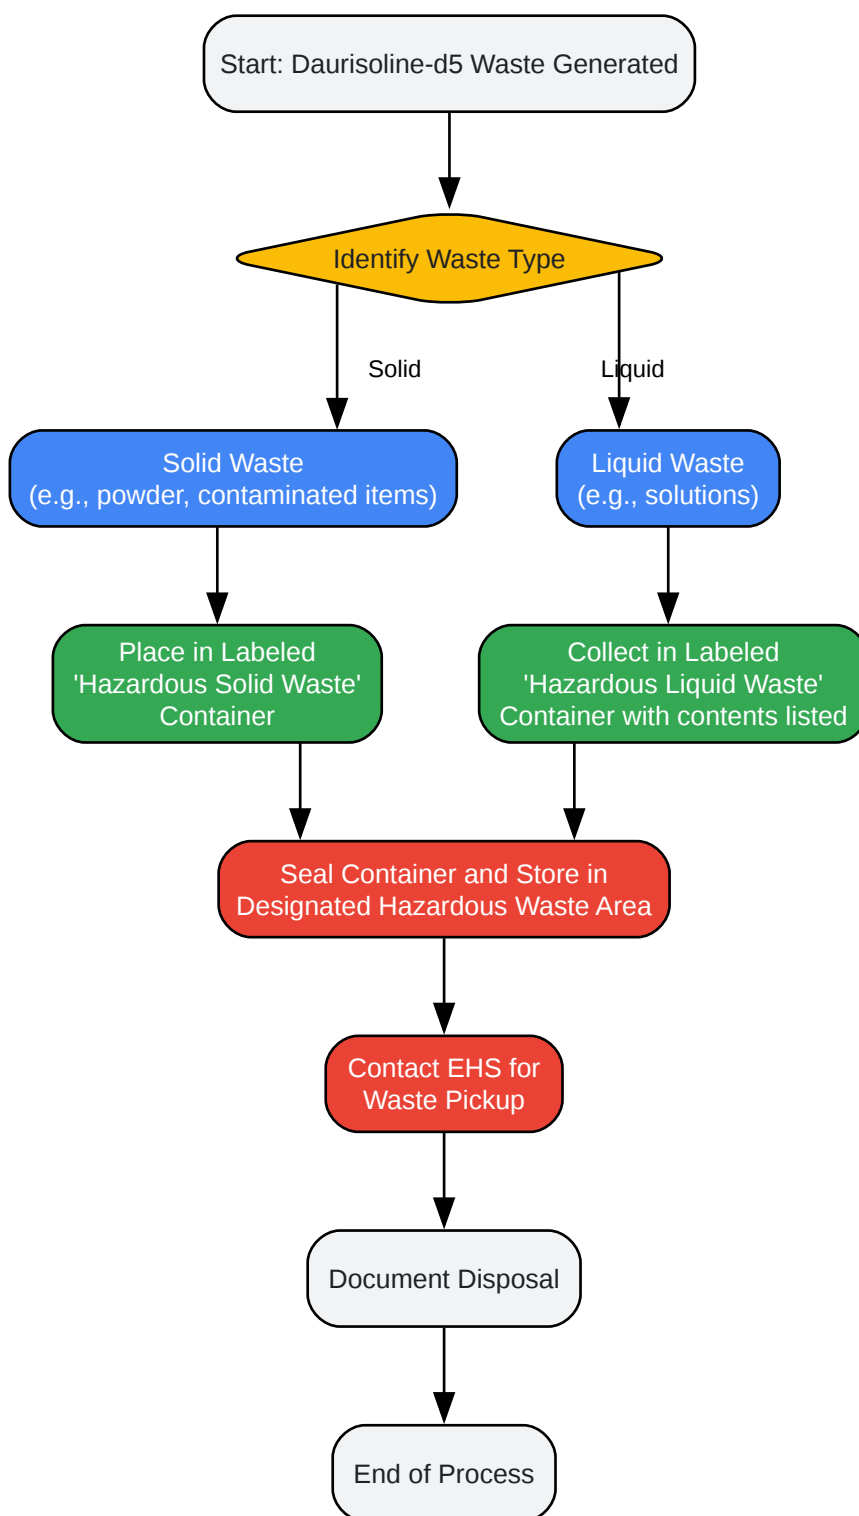 Start: Daurisoline-d5 Waste Generated
Identify Waste Type
Solid
Liquid
Solid Waste
(e.g., powder, contaminated items)
Liquid Waste
(e.g., solutions)
Place in Labeled
'Hazardous Solid Waste'
Container
Collect in Labeled
'Hazardous Liquid Waste'
Container with contents listed
Seal Container and Store in
Designated Hazardous Waste Area
Contact EHS for
Waste Pickup
Document Disposal
End of Process